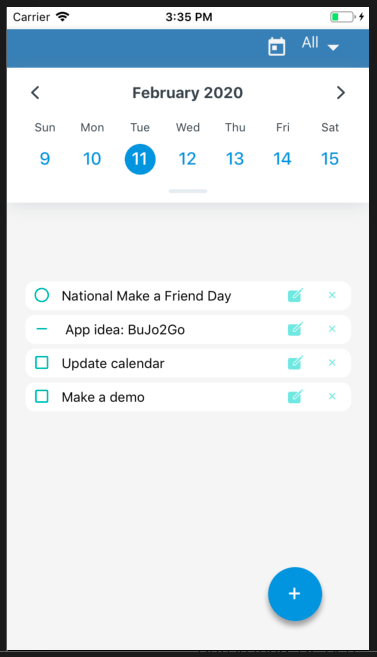 Carrier 3:35 PM
All
February 2020
Sun Mon Tue Wed Thu Fri Sat
9 10 11 12 13 14 15
National Make a Friend Day
App idea: BuJo2Go
Update calendar
Make a demo
+